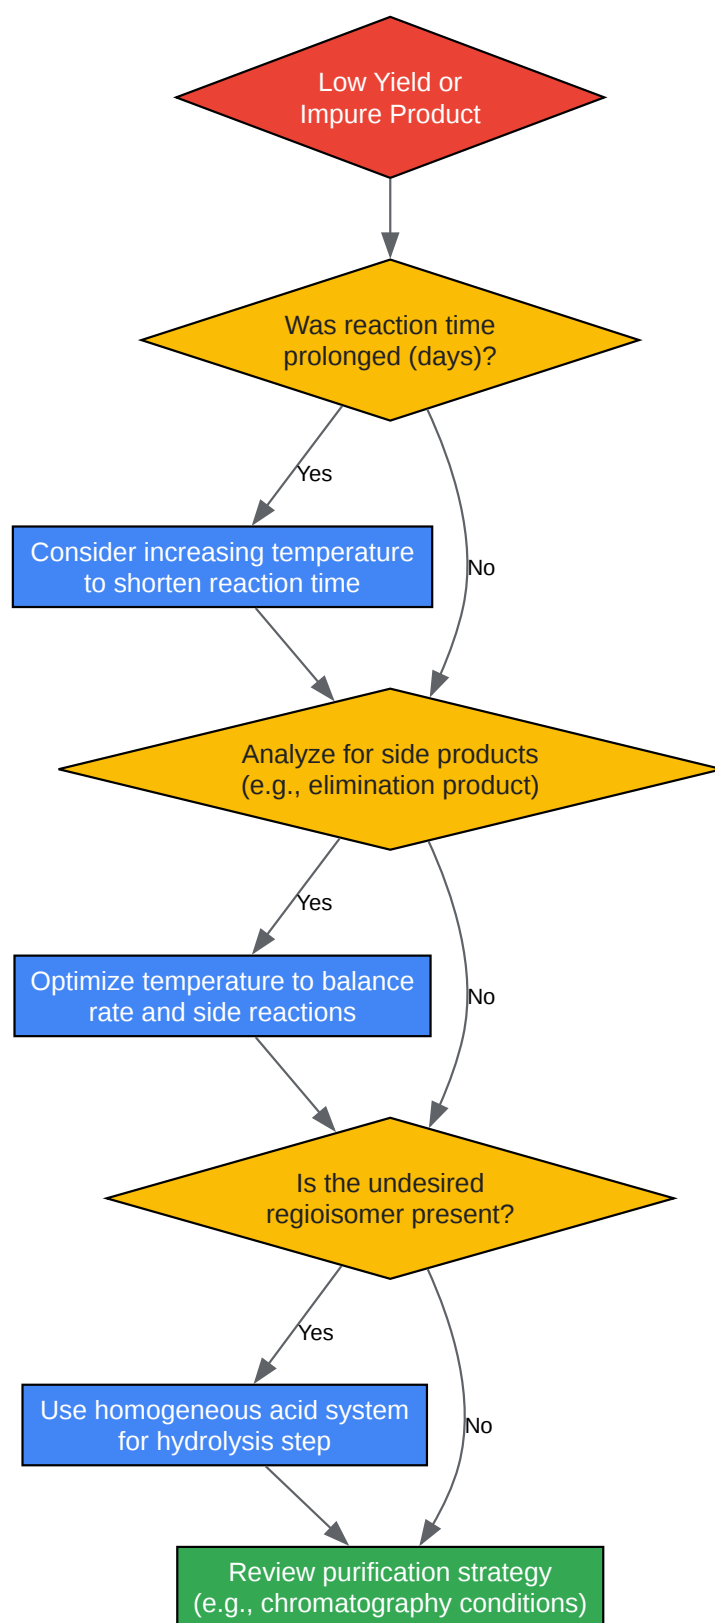 Low Yield or
Impure Product
Was reaction time
prolonged (days)?
Yes
Consider increasing temperature
to shorten reaction time
No
Analyze for side products
(e.g., elimination product)
Yes
Optimize temperature to balance
rate and side reactions
No
Is the undesired
regioisomer present?
Yes
Use homogeneous acid system
for hydrolysis step
No
Review purification strategy
(e.g., chromatography conditions)